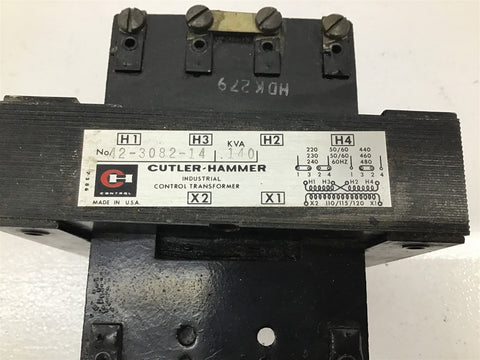 HDK279
H1 H3 KVA H2 H4
No. 42-3082-14 .140
CUTLER-HAMMER
INDUSTRIAL
CONTROL TRANSFORMER
X2 X1
CH
CONTROL
MADE IN U.S.A.
220 50/60 440
230 50/60 460
240 60HZ 480
1 3 2 4 1 3 2 4
H1 H3 H2 H4
X2 110/115/120 X1